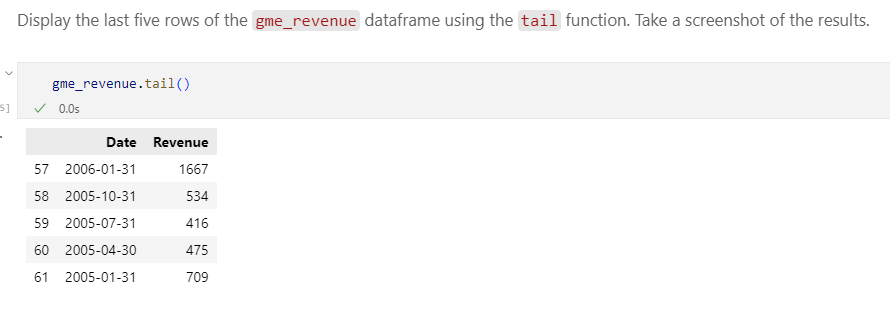 Display the last five rows of the gme_revenue dataframe using the tail function. Take a screenshot of the results.
gme_revenue.tail()
5]
0.0s
Date Revenue
57 2006-01-31 1667
58 2005-10-31 534
59 2005-07-31 416
60 2005-04-30 475
61 2005-01-31 709